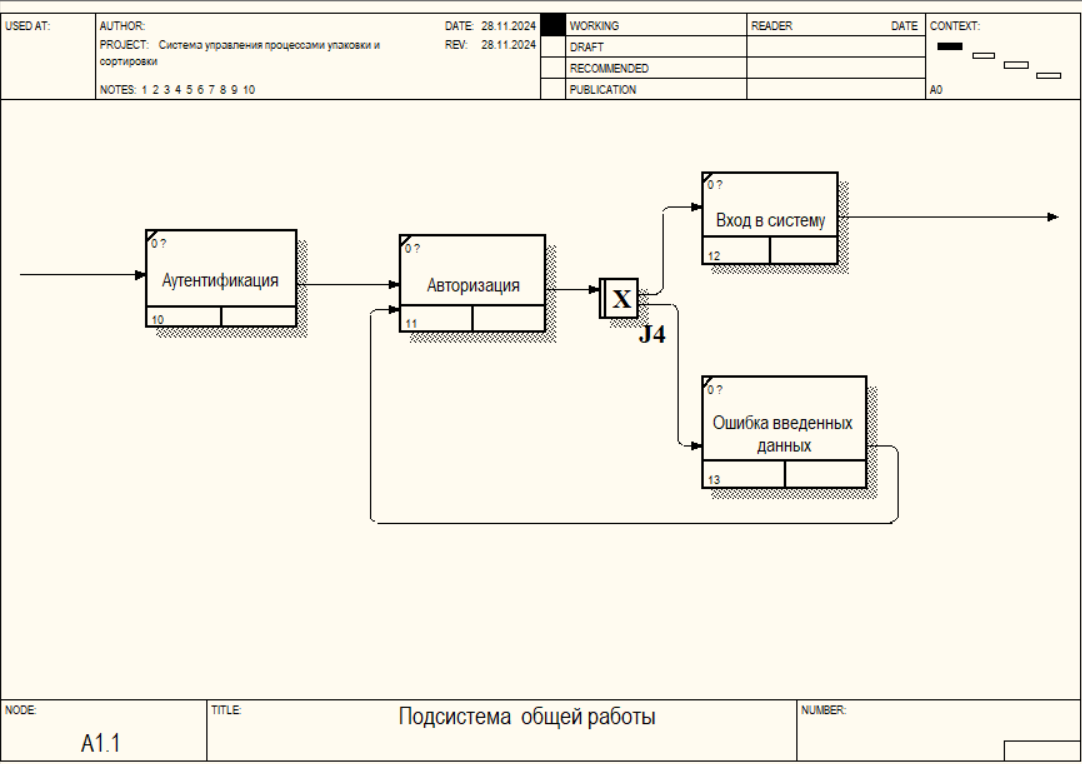 USED AT:
AUTHOR:
DATE: 28.11.2024
PROJECT: Система управления процессами упаковки и
сортировки
REV: 28.11.2024
NOTES: 1 2 3 4 5 6 7 8 9 10
WORKING
DRAFT
RECOMMENDED
PUBLICATION
READER
DATE
CONTEXT:
A0
0 ?
Аутентификация
10
0 ?
Авторизация
11
X
J4
0 ?
Вход в систему
12
0 ?
Ошибка введенных
данных
13
NODE:
A1.1
TITLE:
Подсистема общей работы
NUMBER: